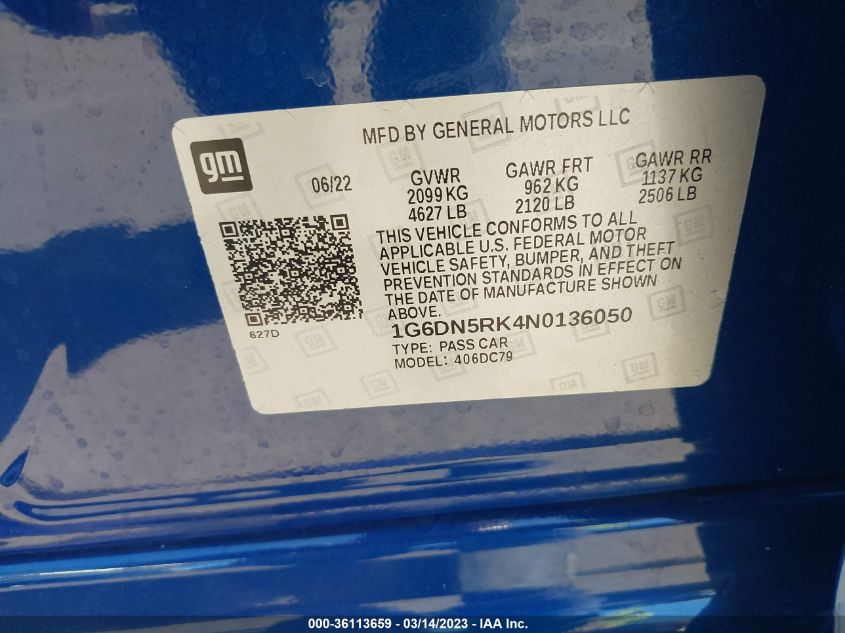 MFD BY GENERAL MOTORS LLC
gm
06/22
GVWR
2099 KG
4627 LB
GAWR FRT
962 KG
2120 LB
GAWR RR
1137 KG
2506 LB
THIS VEHICLE CONFORMS TO ALL
APPLICABLE U.S. FEDERAL MOTOR
VEHICLE SAFETY, BUMPER, AND THEFT
PREVENTION STANDARDS IN EFFECT ON
THE DATE OF MANUFACTURE SHOWN
ABOVE.
627D
1G6DN5RK4N0136050
TYPE: PASS CAR
MODEL: 406DC79
000-36113659 - 03/14/2023 - IAA Inc.